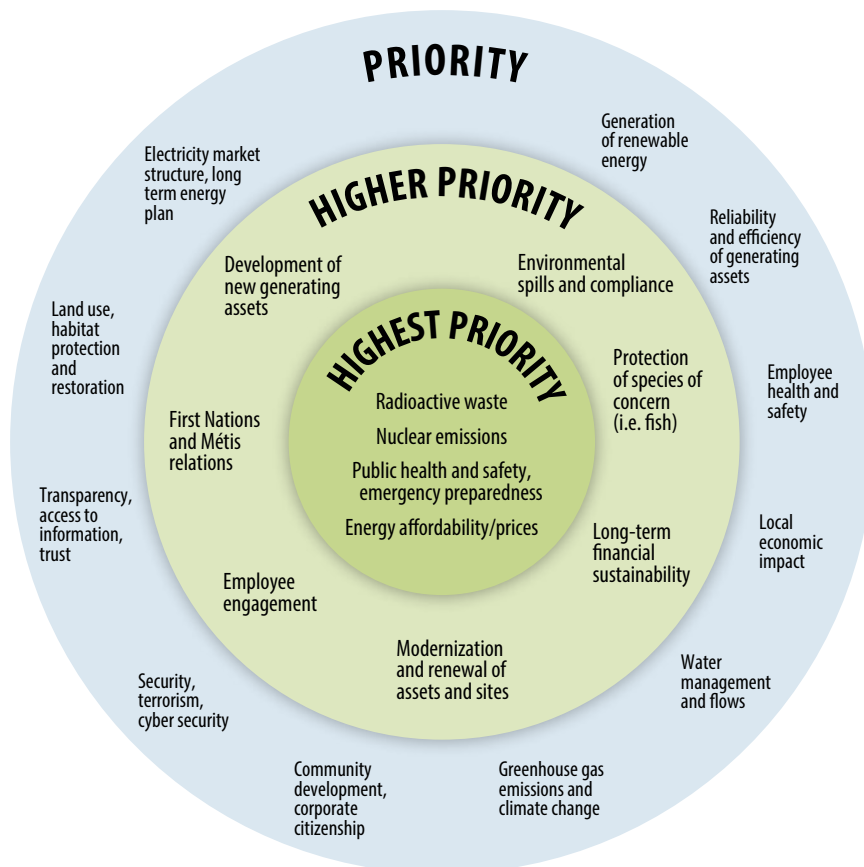 PRIORITY
Generation
of renewable
energy
Electricity market
structure, long
term energy
plan
HIGHER PRIORITY
Reliability
and efficiency
of generating
assets
Development of
new generating
assets
Environmental
spills and compliance
Land use,
habitat
protection
and
restoration
HIGHEST PRIORITY
Radioactive waste
Nuclear emissions
Public health and safety,
emergency preparedness
Energy affordability/prices
Protection
of species of
concern
(i.e. fish)
Employee
health and
safety
First Nations
and Métis
relations
Transparency,
access to
information,
trust
Long-term
financial
sustainability
Local
economic
impact
Employee
engagement
Modernization
and renewal of
assets and sites
Water
management
and flows
Security,
terrorism,
cyber security
Community
development,
corporate
citizenship
Greenhouse gas
emissions and
climate change